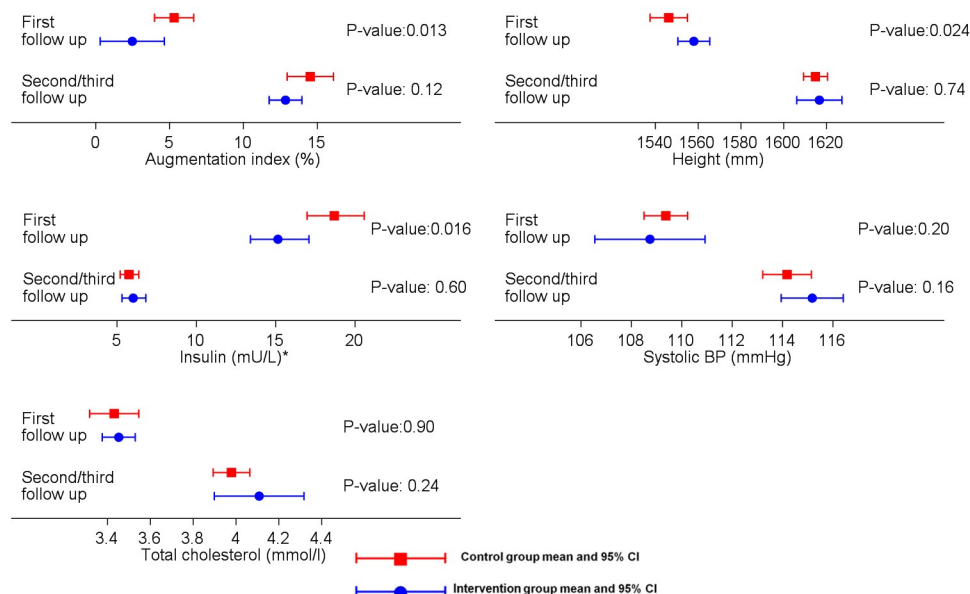 First
follow up
P-value:0.013
Second/third
follow up
P-value: 0.12
0 5 10 15
Augmentation index (%)
First
follow up
P-value:0.024
Second/third
follow up
P-value: 0.74
1540 1560 1580 1600 1620
Height (mm)
First
follow up
P-value:0.016
Second/third
follow up
P-value: 0.60
5 10 15 20
Insulin (mU/L)*
First
follow up
P-value:0.20
Second/third
follow up
P-value: 0.16
106 108 110 112 114 116
Systolic BP (mmHg)
First
follow up
P-value:0.90
Second/third
follow up
P-value: 0.24
3.4 3.6 3.8 4 4.2 4.4
Total cholesterol (mmol/l)
Control group mean and 95% CI
Intervention group mean and 95% CI